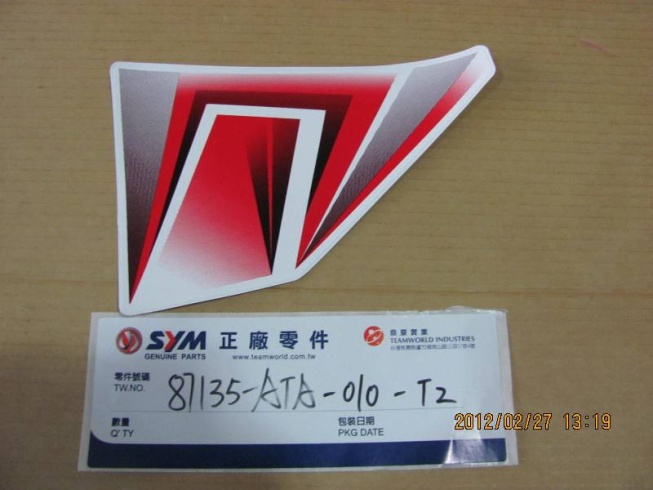 SYM 正廠零件
GENUINE PARTS
www.teamworld.com.tw
TEAMWORLD INDUSTRIES
零件號碼
TW.NO.
87135-ATA-010-T2
數量
Q'TY
包裝日期
PKG DATE
2012/02/27 13:19